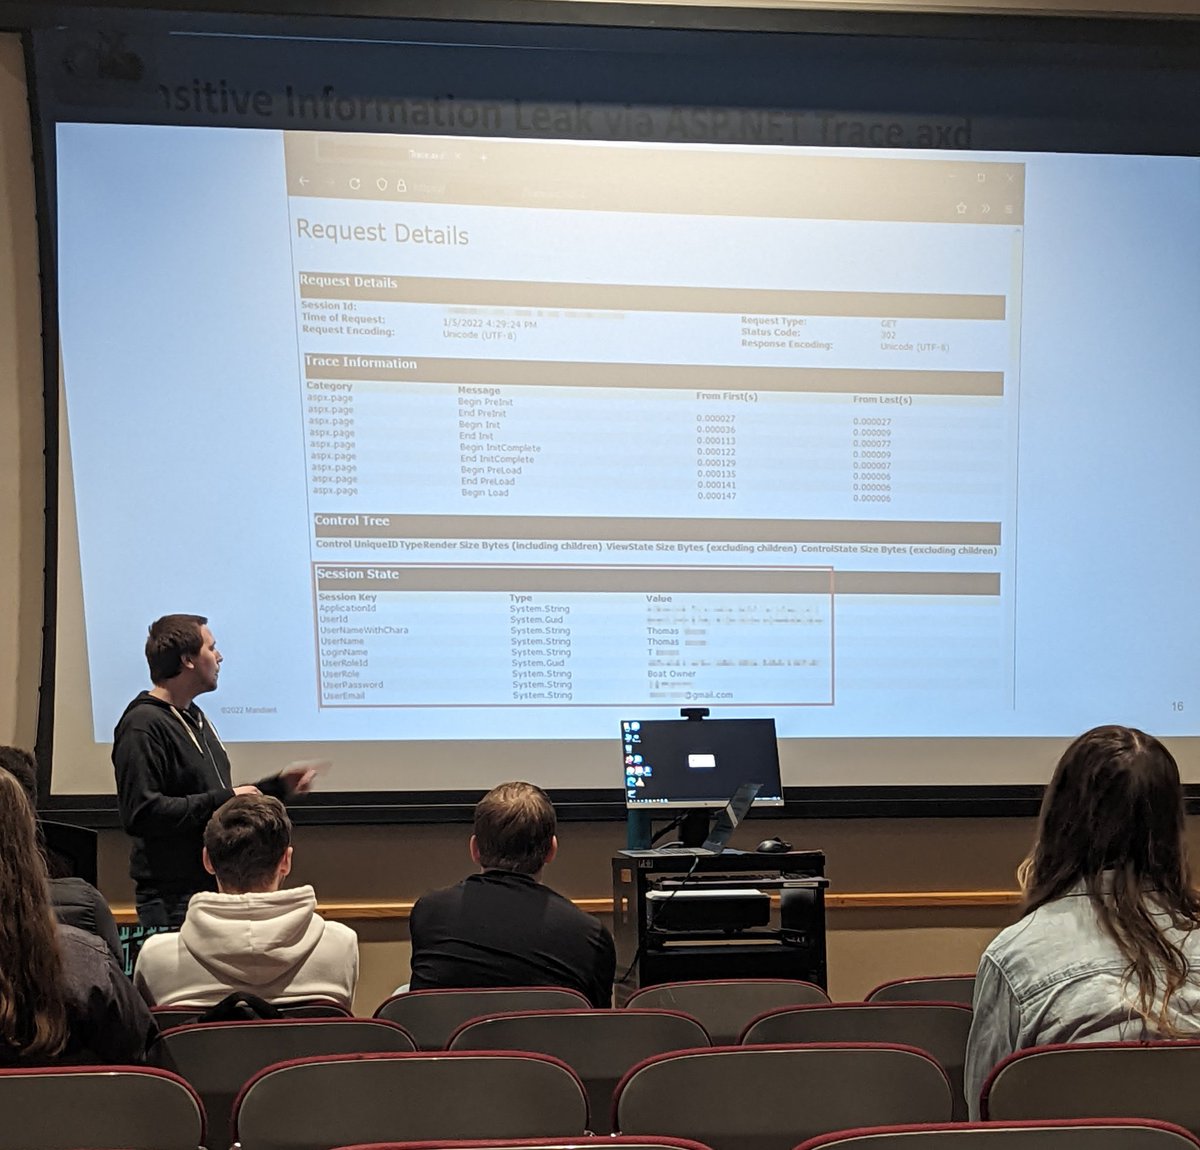 nsitive Information Leak via ASP.NET Trace.axd
Trace.axd
Request Details
Request Details
Session Id:
Time of Request: 1/5/2022 4:29:24 PM Request Type: GET
Request Encoding: Unicode (UTF-8) Status Code: 302
Response Encoding: Unicode (UTF-8)
Trace Information
Category Message From First(s) From Last(s)
aspx.page Begin PreInit
aspx.page End PreInit 0.000027 0.000027
aspx.page Begin Init 0.000036 0.000009
aspx.page End Init 0.000113 0.000077
aspx.page Begin InitComplete 0.000122 0.000009
aspx.page End InitComplete 0.000129 0.000007
aspx.page Begin PreLoad 0.000135 0.000006
aspx.page End PreLoad 0.000141 0.000006
aspx.page Begin Load 0.000147 0.000006
Control Tree
Control UniqueID Type Render Size Bytes (including children) ViewState Size Bytes (excluding children) ControlState Size Bytes (excluding children)
Session State
Session Key Type Value
ApplicationId System.String
UserId System.Guid
UserNameWithChara System.String Thomas
UserName System.String Thomas
LoginName System.String T
UserRoleId System.Guid
UserRole System.String Boat Owner
UserPassword System.String
UserEmail System.String @gmail.com
©2022 Mandiant
16